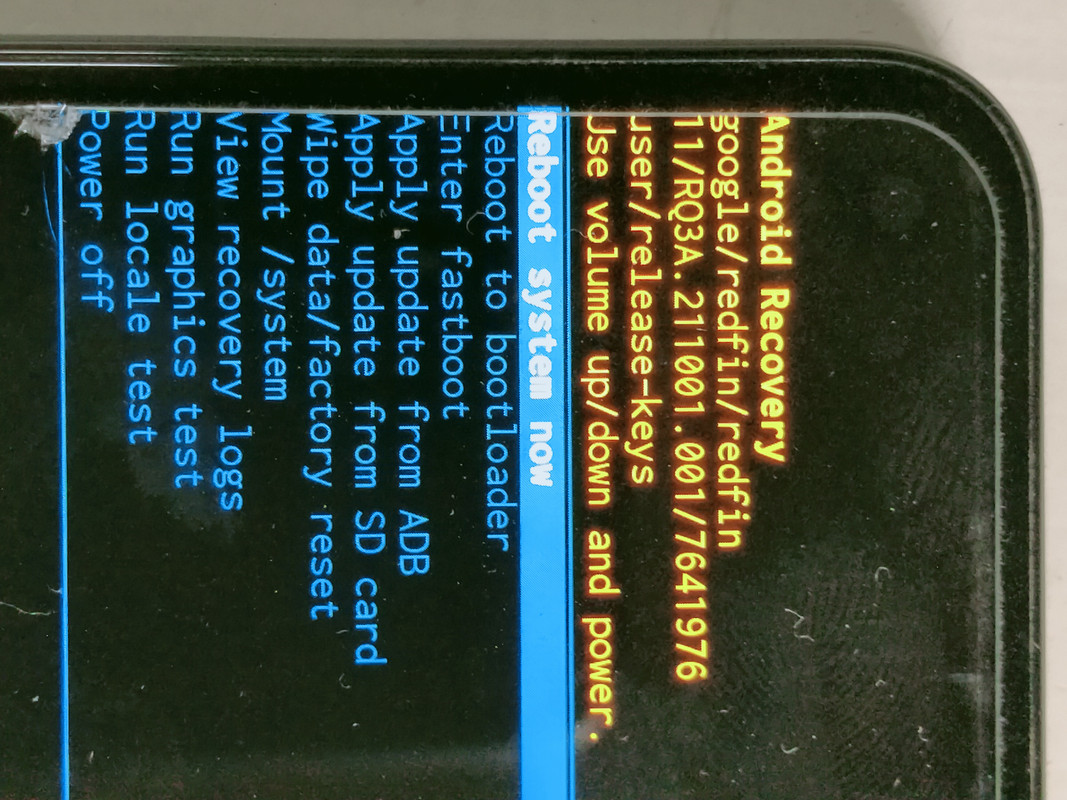 Android Recovery
google/redfin/redfin
11/RQ3A.211001.001/7641976
user/release-keys
Use volume up/down and power.
Reboot system now
Reboot to bootloader
Enter fastboot
Apply update from ADB
Apply update from SD card
Wipe data/factory reset
Mount /system
View recovery logs
Run graphics test
Run locale test
Power off